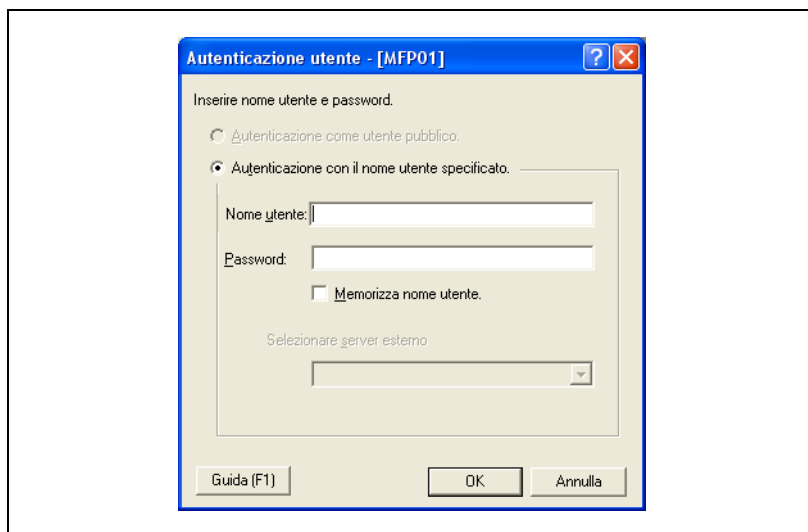 Autenticazione utente - [MFP01]
Inserire nome utente e password.
Autenticazione come utente pubblico.
Autenticazione con il nome utente specificato.
Nome utente:
Password:
Memorizza nome utente.
Selezionare server esterno
Guida (F1) OK Annulla